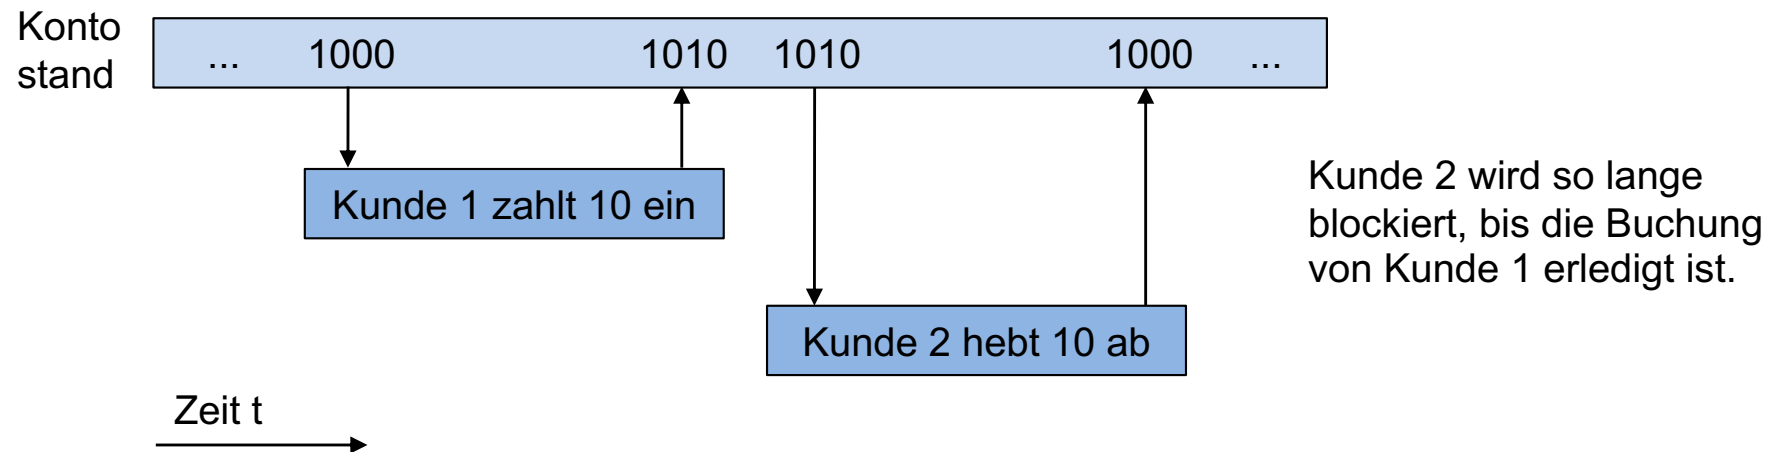 Konto
stand
... 1000 1010 1010 1000 ...
Kunde 1 zahlt 10 ein
Kunde 2 wird so lange
blockiert, bis die Buchung
von Kunde 1 erledigt ist.
Kunde 2 hebt 10 ab
Zeit t